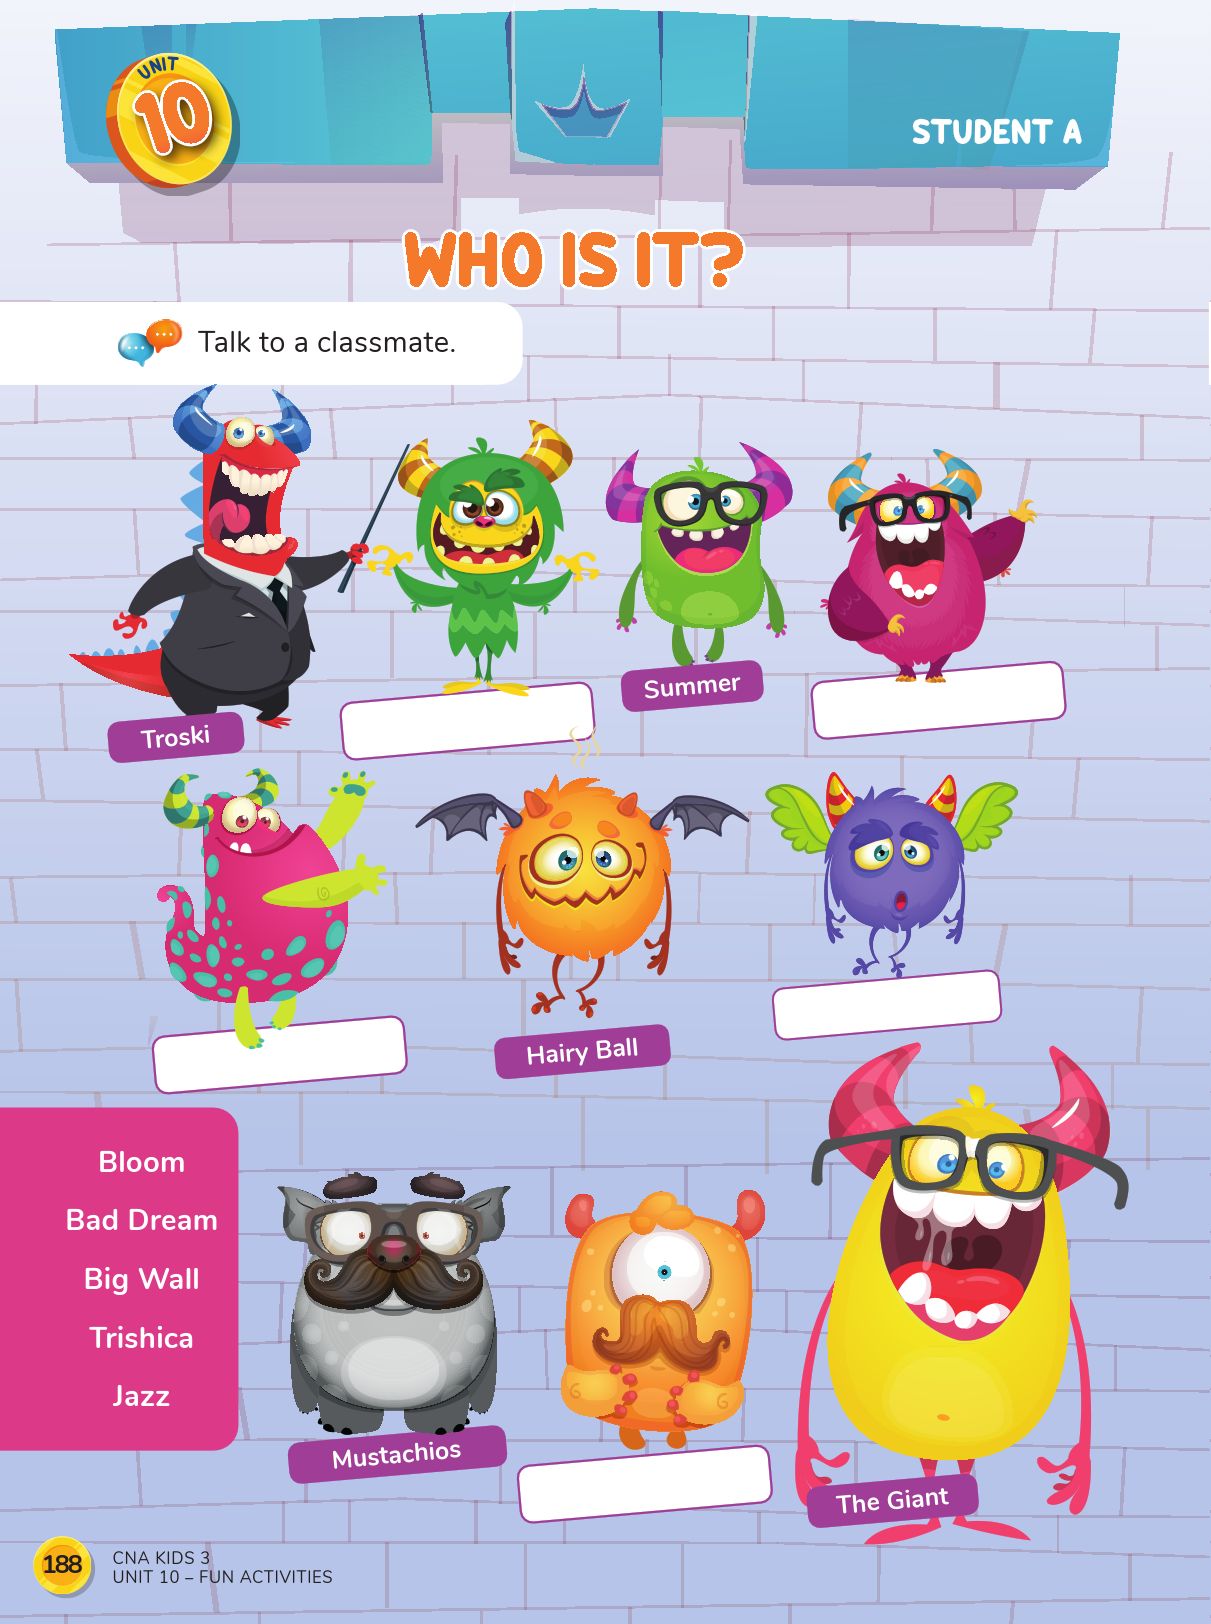 UNIT
10
STUDENT A
WHO IS IT?
Talk to a classmate.
Troski
Summer
Hairy Ball
Bloom
Bad Dream
Big Wall
Trishica
Jazz
Mustachios
The Giant
188
CNA KIDS 3
UNIT 10 – FUN ACTIVITIES